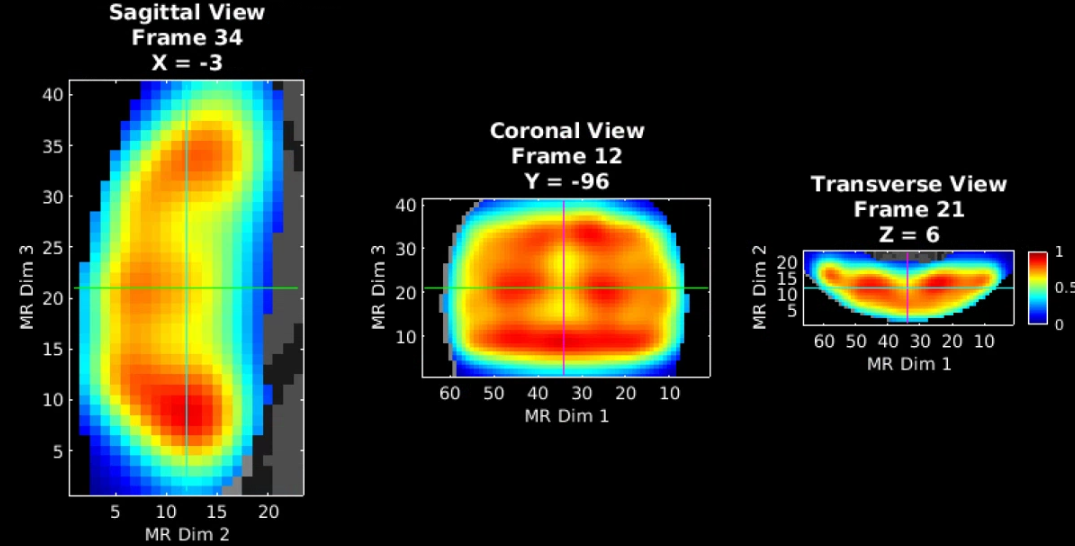 Sagittal View
Frame 34
X = -3
40
35
30
25
20
15
10
5
MR Dim 3
5 10 15 20
MR Dim 2
Coronal View
Frame 12
Y = -96
40
30
20
10
MR Dim 3
60 50 40 30 20 10
MR Dim 1
Transverse View
Frame 21
Z = 6
20
15
10
5
MR Dim 2
60 50 40 30 20 10
MR Dim 1
1
0.5
0